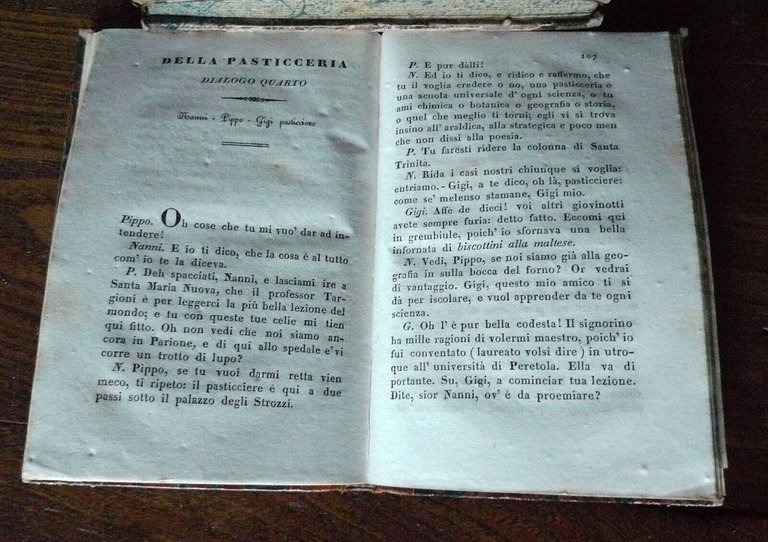 DELLA PASTICCERIA
DIALOGO QUARTO
Nanni - Pippo - Gigi pasticciere
Pippo. Oh cose che tu mi vuo' dar ad in-
tendere!
Nanni. E io ti dico, che la cosa è al tutto
com' io te la diceva.
P. Deh spacciati, Nanni, e lasciami ire a
Santa Maria Nuova, che il professor Tar-
gioni è per leggerci la più bella lezione del
mondo; e tu con queste tue celie mi tien
qui fitto. Oh non vedi che noi siamo an-
cora in Parione, e di qui allo spedale e'vi
corre un trotto di lupo?
N. Pippo, se tu vuoi darmi retta vien
meco, ti ripeto: il pasticciere è qui a due
passi sotto il palazzo degli Strozzi.
107
P. E pur dàlli!
N. Ed io ti dico, e ridico e raffermo, che
tu il voglia credere o no, una pasticceria è
una scuola universale d' ogni scienza, o tu
ami chimica o botanica o geografia o storia,
o quel che meglio ti torni; egli vi si trova
insino all' araldica, alla strategica e poco men
che non dissi alla poesia.
P. Tu faresti ridere la colonna di Santa
Trinita.
N. Rida i casi nostri chiunque si voglia:
entriamo. - Gigi, a te dico, oh là, pasticciere:
come se' melenso stamane, Gigi mio.
Gigi. Affe de dieci! voi altri giovinotti
avete sempre furia: detto fatto. Eccomi qui
in grembiule, poich' io sfornava una bella
infornata di biscottini alla maltese.
N. Vedi, Pippo, se noi siamo già alla geo-
grafia in sulla bocca del forno? Or vedrai
di vantaggio. Gigi, questo mio amico ti si
dà per iscolare, e vuol apprender da te ogni
scienza.
G. Oh l' è pur bella codesta! Il signorino
ha mille ragioni di volermi maestro, poich' io
fui conventato (laureato volsi dire) in utro-
que all' università di Peretola. Ella va di
portante. Su, Gigi, a cominciar tua lezione.
Dite, sior Nanni, ov' è da proemiare?